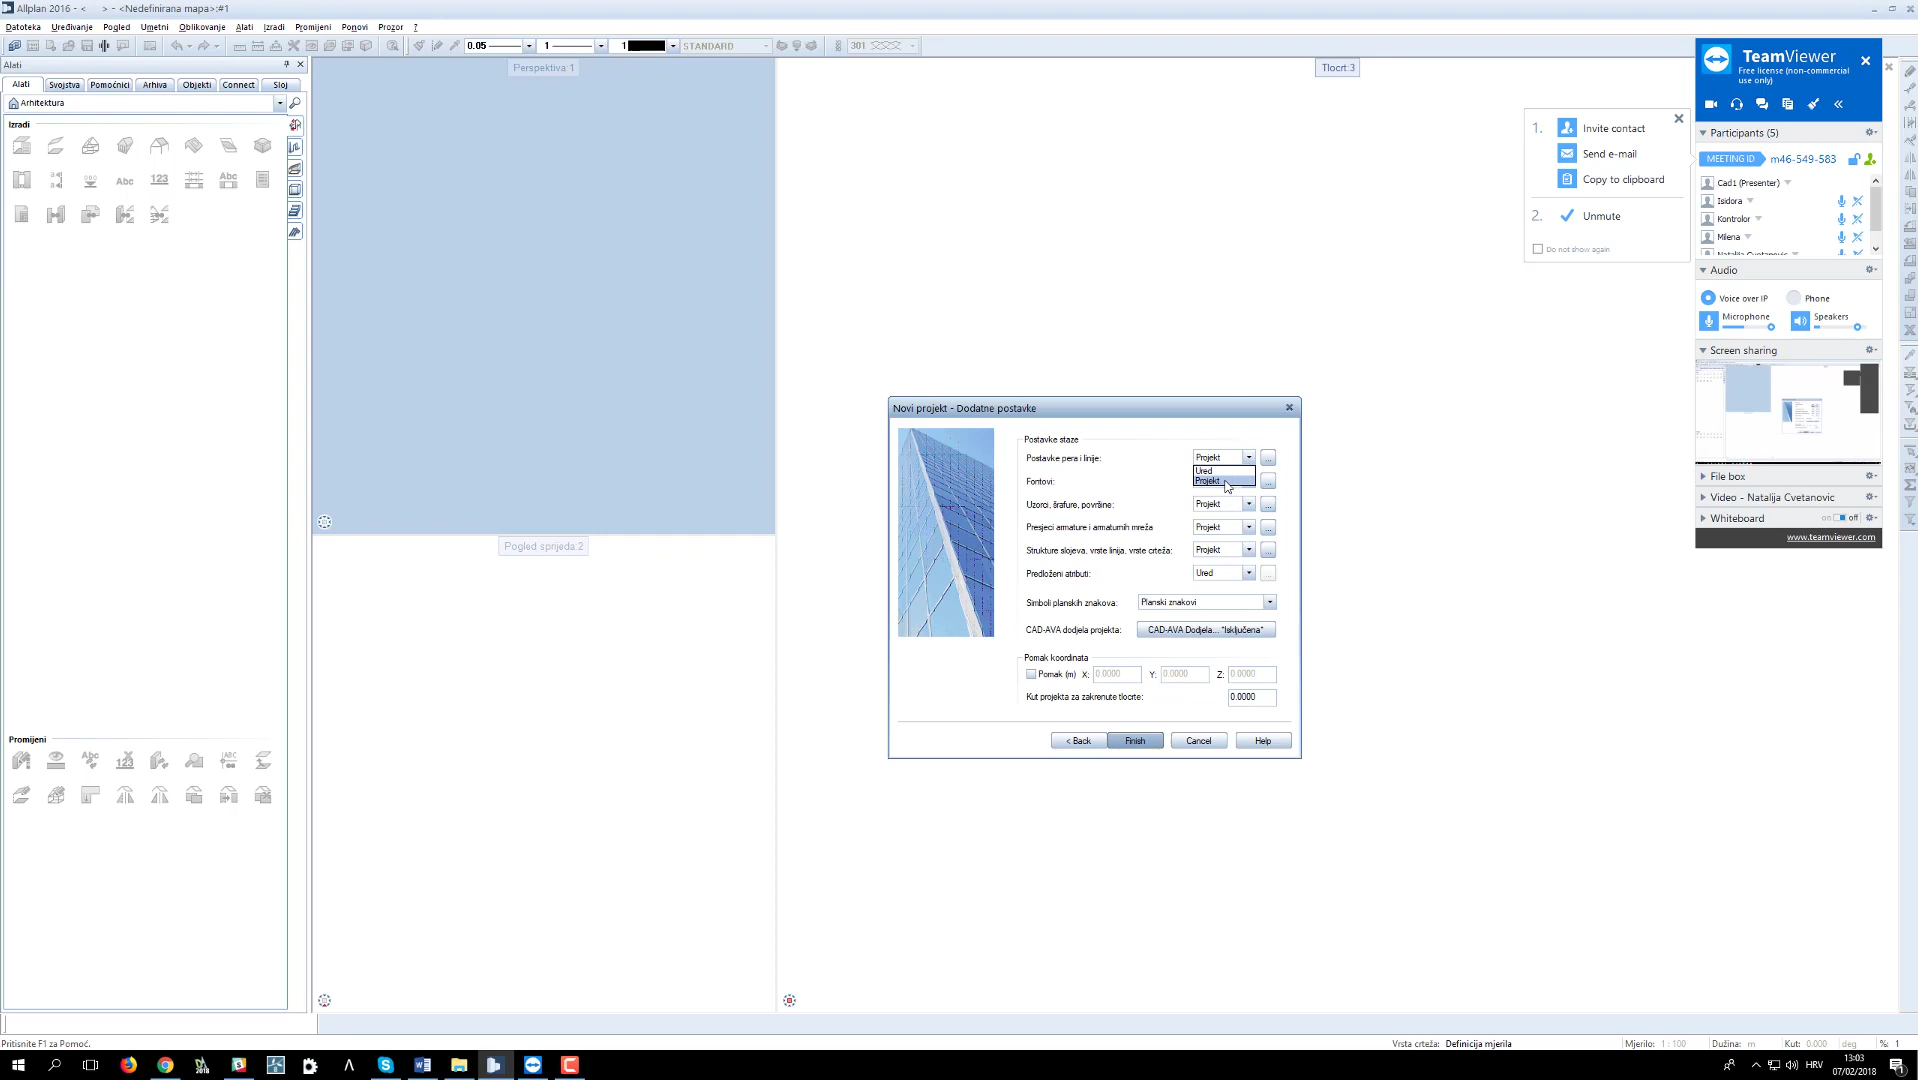 Allplan 2016 - < > - <Nedefinirana mapa>:#1
Datoteka Uređivanje Pogled Umetni Oblikovanje Alati Izradi Promijeni Ponovi Prozor ?
0.05 1 1 STANDARD 301
Alati
Alati Svojstva Pomoćnici Arhiva Objekti Connect Sloj
Arhitektura
Izradi
Abc 123 Abc
Promijeni
Abc 123 ABC
Perspektiva:1
Tlocrt:3
Pogled sprijeda:2
Novi projekt - Dodatne postavke
Postavke staze
Postavke pera i linije: Projekt ...
Ured
Projekt
Fontovi: ...
Uzorci, šrafure, površine: Projekt ...
Presjeci armature i armaturnih mreža Projekt ...
Strukture slojeva, vrste linija, vrste crteža: Projekt ...
Predloženi atributi: Ured ...
Simboli planskih znakova: Planski znakovi
CAD-AVA dodjela projekta: CAD-AVA Dodjela... "Isključena"
Pomak koordinata
Pomak (m) X: 0.0000 Y: 0.0000 Z: 0.0000
Kut projekta za zakrenute tlocrte: 0.0000
< Back Finish Cancel Help
1. Invite contact
Send e-mail
Copy to clipboard
2. Unmute
Do not show again
TeamViewer
Free license (non-commercial
use only)
Participants (5)
MEETING ID m46-549-583
Cad1 (Presenter)
Isidora
Kontrolor
Milena
Natalija Cvetanovic
Audio
Voice over IP Phone
Microphone Speakers
Screen sharing
File box
Video - Natalija Cvetanovic
Whiteboard on off
www.teamviewer.com
Pritisnite F1 za Pomoć.
Vrsta crteža: Definicija mjerila Mjerilo: 1 : 100 Dužina: m Kut: 0.000 deg %: 1
2018
HRV
13:03
07/02/2018